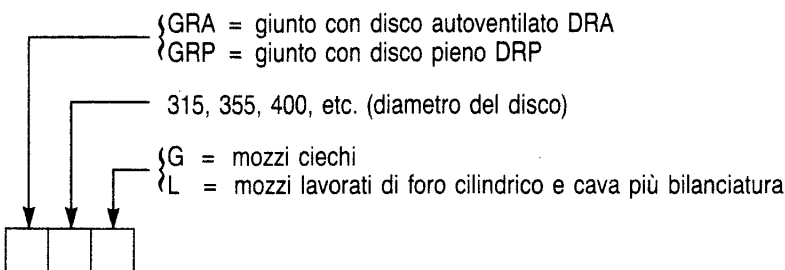 GRA = giunto con disco autoventilato DRA
GRP = giunto con disco pieno DRP
315, 355, 400, etc. (diametro del disco)
G = mozzi ciechi
L = mozzi lavorati di foro cilindrico e cava più bilanciatura